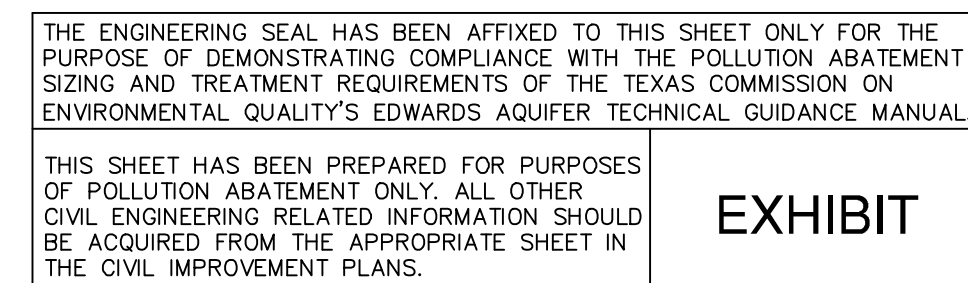 THE ENGINEERING SEAL HAS BEEN AFFIXED TO THIS SHEET ONLY FOR THE
PURPOSE OF DEMONSTRATING COMPLIANCE WITH THE POLLUTION ABATEMENT
SIZING AND TREATMENT REQUIREMENTS OF THE TEXAS COMMISSION ON
ENVIRONMENTAL QUALITY'S EDWARDS AQUIFER TECHNICAL GUIDANCE MANUAL.
THIS SHEET HAS BEEN PREPARED FOR PURPOSES
OF POLLUTION ABATEMENT ONLY. ALL OTHER
CIVIL ENGINEERING RELATED INFORMATION SHOULD
BE ACQUIRED FROM THE APPROPRIATE SHEET IN
THE CIVIL IMPROVEMENT PLANS.
EXHIBIT